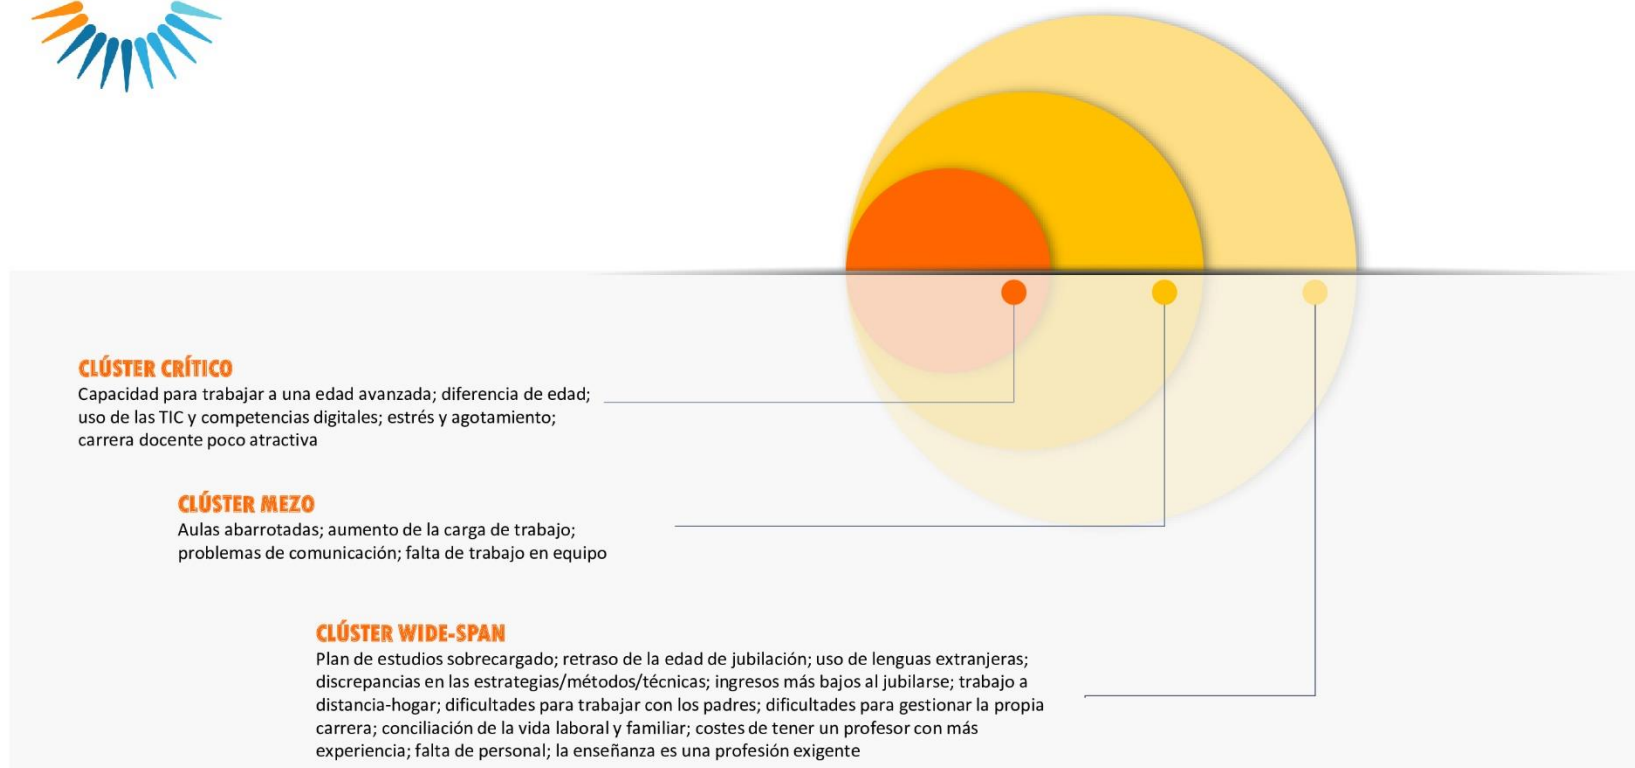 CLÚSTER CRÍTICO
Capacidad para trabajar a una edad avanzada; diferencia de edad;
uso de las TIC y competencias digitales; estrés y agotamiento;
carrera docente poco atractiva
CLÚSTER MEZO
Aulas abarrotadas; aumento de la carga de trabajo;
problemas de comunicación; falta de trabajo en equipo
CLÚSTER WIDE-SPAN
Plan de estudios sobrecargado; retraso de la edad de jubilación; uso de lenguas extranjeras;
discrepancias en las estrategias/métodos/técnicas; ingresos más bajos al jubilarse; trabajo a
distancia-hogar; dificultades para trabajar con los padres; dificultades para gestionar la propia
carrera; conciliación de la vida laboral y familiar; costes de tener un profesor con más
experiencia; falta de personal; la enseñanza es una profesión exigente